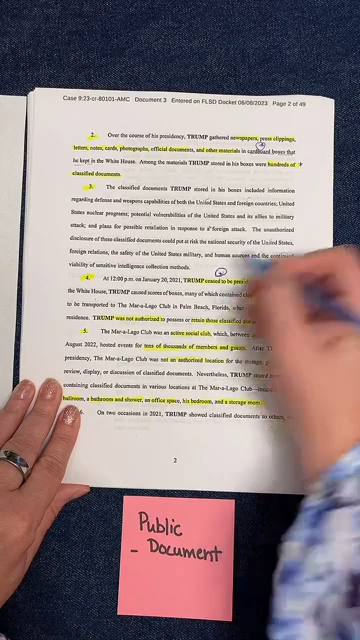 Case 9:23-cr-80101-AMC Document 3 Entered on FLSD Docket 06/08/2023 Page 2 of 49
2. Over the course of his presidency, TRUMP gathered newspapers, press clippings,
letters, notes, cards, photographs, official documents, and other materials in cardboard boxes that
he kept in the White House. Among the materials TRUMP stored in his boxes were hundreds of
classified documents.
3. The classified documents TRUMP stored in his boxes included information
regarding defense and weapons capabilities of both the United States and foreign countries; United
States nuclear programs; potential vulnerabilities of the United States and its allies to military
attack; and plans for possible retaliation in response to a foreign attack. The unauthorized
disclosure of these classified documents could put at risk the national security of the United States,
foreign relations, the safety of the United States military, and human sources and the continued
viability of sensitive intelligence collection methods.
4. At 12:00 p.m. on January 20, 2021, TRUMP ceased to be
the White House, TRUMP caused scores of boxes, many of which contained
to be transported to The Mar-a-Lago Club in Palm Beach, Florida,
residence. TRUMP was not authorized to possess or retain those classified
5. The Mar-a-Lago Club was an active social club, which, between
August 2022, hosted events for tens of thousands of members and guests. After
presidency, The Mar-a-Lago Club was not an authorized location for the storage,
review, display, or discussion of classified documents. Nevertheless, TRUMP stored
containing classified documents in various locations at The Mar-a-Lago Club
ballroom, a bathroom and shower, an office space, his bedroom, and a storage room.
6. On two occasions in 2021, TRUMP showed classified documents to others,
2
Public
- Document